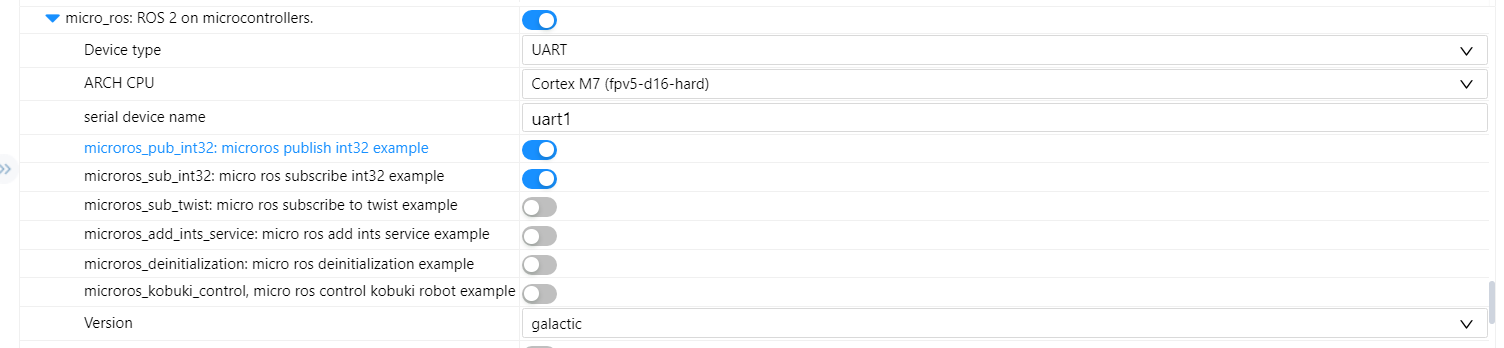 micro_ros: ROS 2 on microcontrollers.
Device type UART
ARCH CPU Cortex M7 (fpv5-d16-hard)
serial device name uart1
microros_pub_int32: microros publish int32 example
microros_sub_int32: micro ros subscribe int32 example
microros_sub_twist: micro ros subscribe to twist example
microros_add_ints_service: micro ros add ints service example
microros_deinitialization: micro ros deinitialization example
microros_kobuki_control, micro ros control kobuki robot example
Version galactic